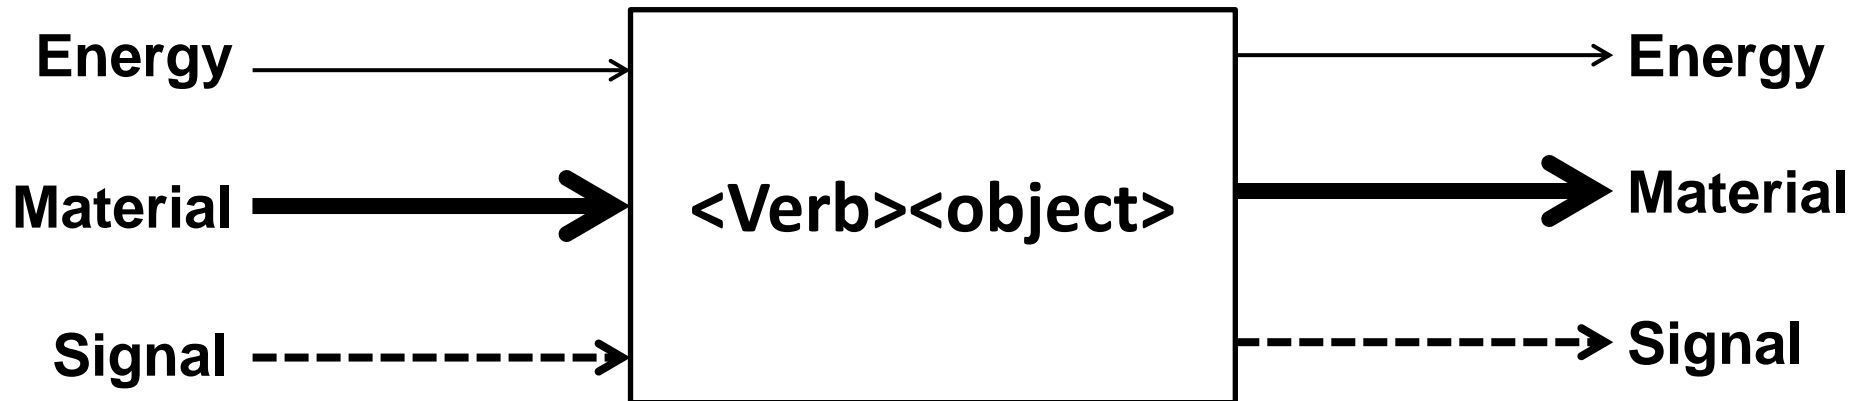 Energy
Material
Signal
<Verb><object>
Energy
Material
Signal